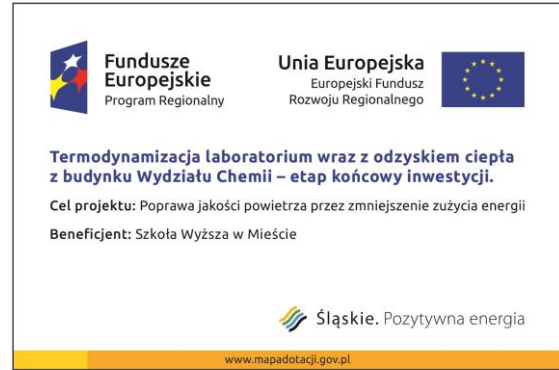 Fundusze
Europejskie
Program Regionalny
Unia Europejska
Europejski Fundusz
Rozwoju Regionalnego
Termodynamizacja laboratorium wraz z odzyskiem ciepła
z budynku Wydziału Chemii – etap końcowy inwestycji.
Cel projektu: Poprawa jakości powietrza przez zmniejszenie zużycia energii
Beneficjent: Szkoła Wyższa w Mieście
Śląskie. Pozytywna energia
www.mapadotacji.gov.pl